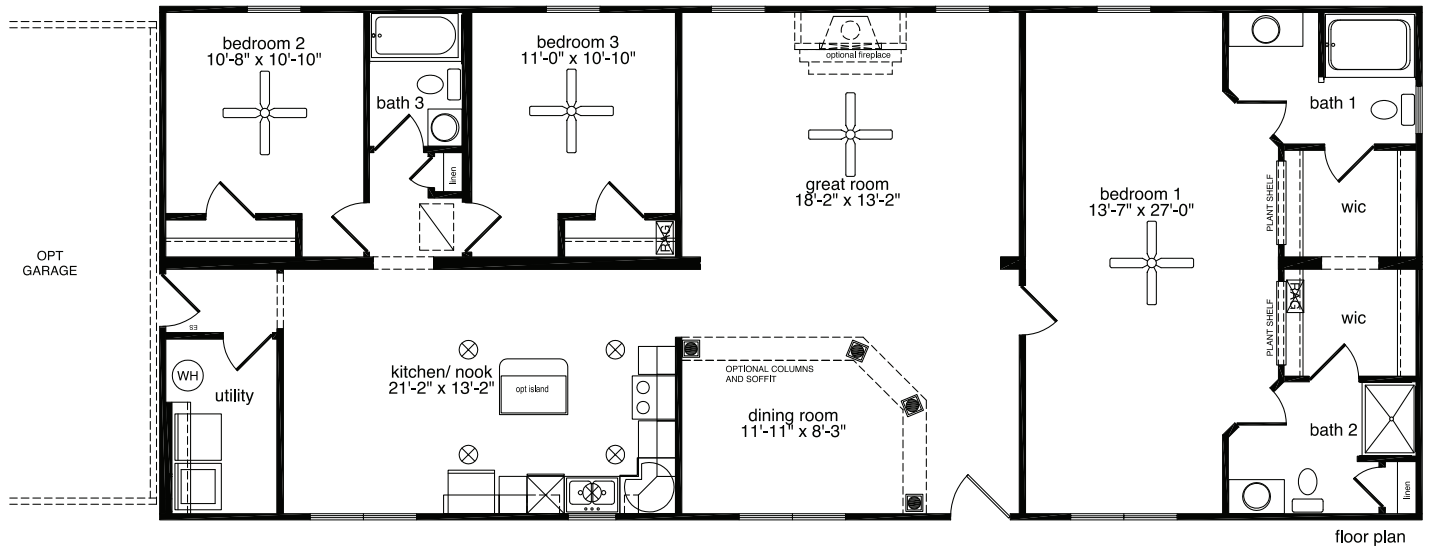 bedroom 2
10'-8" x 10'-10"
bath 3
bedroom 3
11'-0" x 10'-10"
linen
RAG
optional fireplace
great room
18'-2" x 13'-2"
bedroom 1
13'-7" x 27'-0"
bath 1
PLANT SHELF
wic
OPT
GARAGE
ES
WH
utility
kitchen/ nook
21'-2" x 13'-2"
opt island
OPTIONAL COLUMNS
AND SOFFIT
dining room
11'-11" x 8'-3"
PLANT SHELF
RAG
wic
bath 2
linen
floor plan